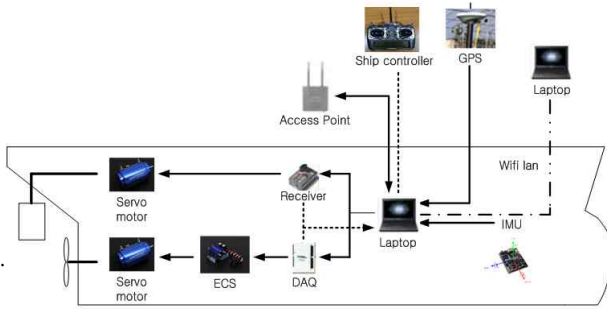 Ship controller
GPS
Laptop
Access Point
Wifi lan
Servo
motor
Receiver
Laptop
IMU
Servo
motor
ECS
DAQ